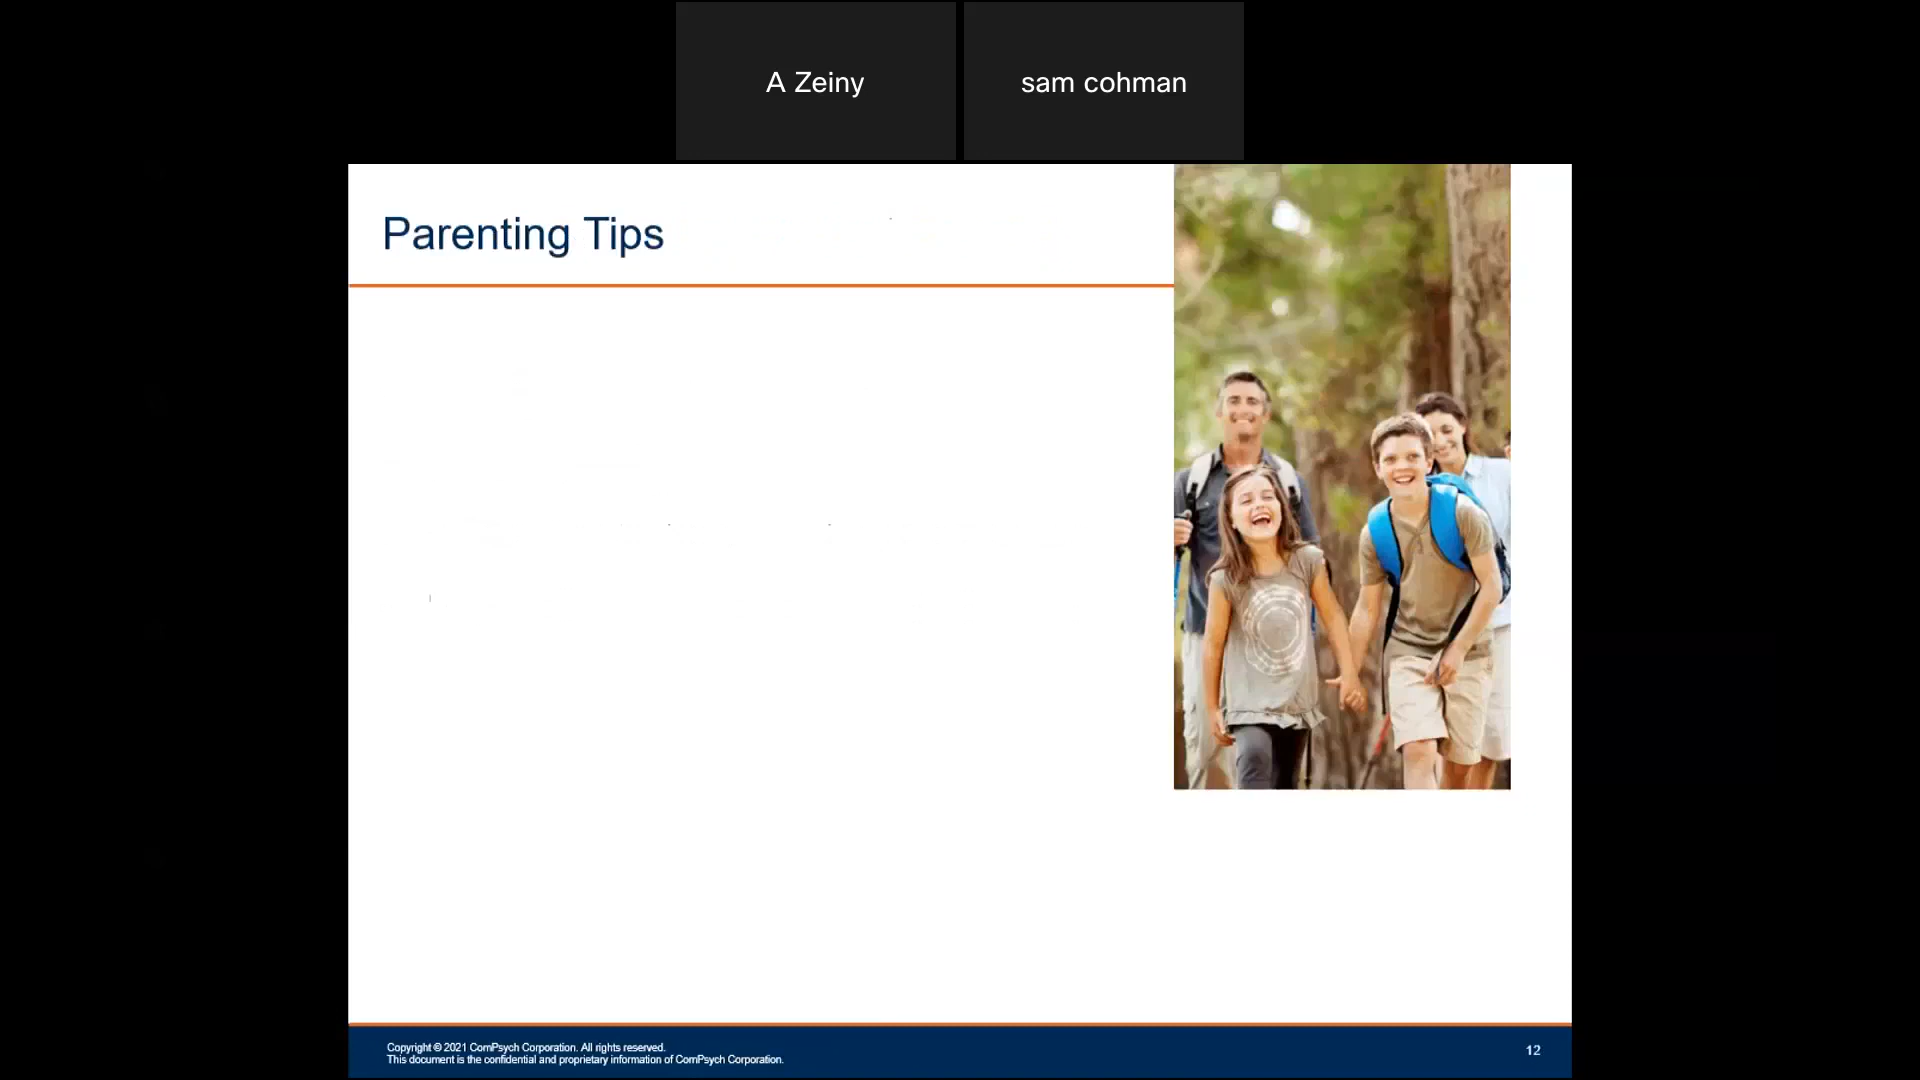 A Zeiny
sam cohman
Parenting Tips
Copyright © 2021 ComPsych Corporation. All rights reserved.
This document is the confidential and proprietary information of ComPsych Corporation.
12